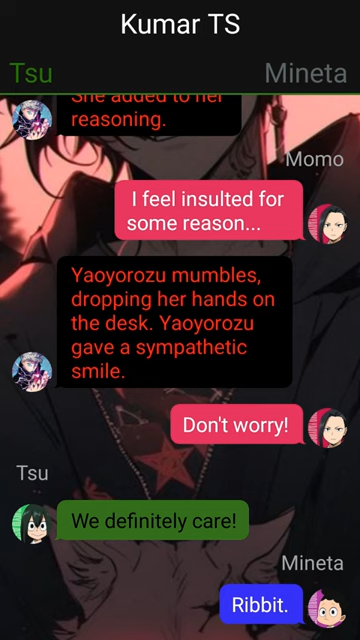 Kumar TS
Tsu
Mineta
She added to her
reasoning.
Momo
I feel insulted for
some reason...
Yaoyorozu mumbles,
dropping her hands on
the desk. Yaoyorozu
gave a sympathetic
smile.
Don't worry!
Tsu
We definitely care!
Mineta
Ribbit.